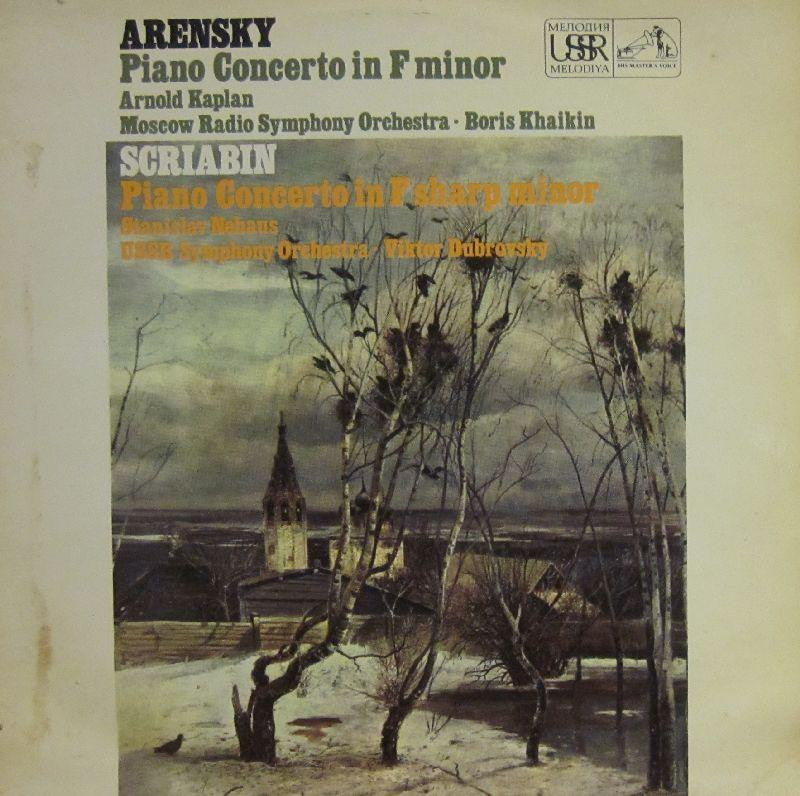 ARENSKY
Piano Concerto in F minor
Arnold Kaplan
Moscow Radio Symphony Orchestra · Boris Khaikin
SCRIABIN
Piano Concerto in F sharp minor
Stanislav Nehaus
USSR Symphony Orchestra · Viktor Dubrovsky
МЕЛОДИЯ
USSR
MELODIYA
HIS MASTER'S VOICE